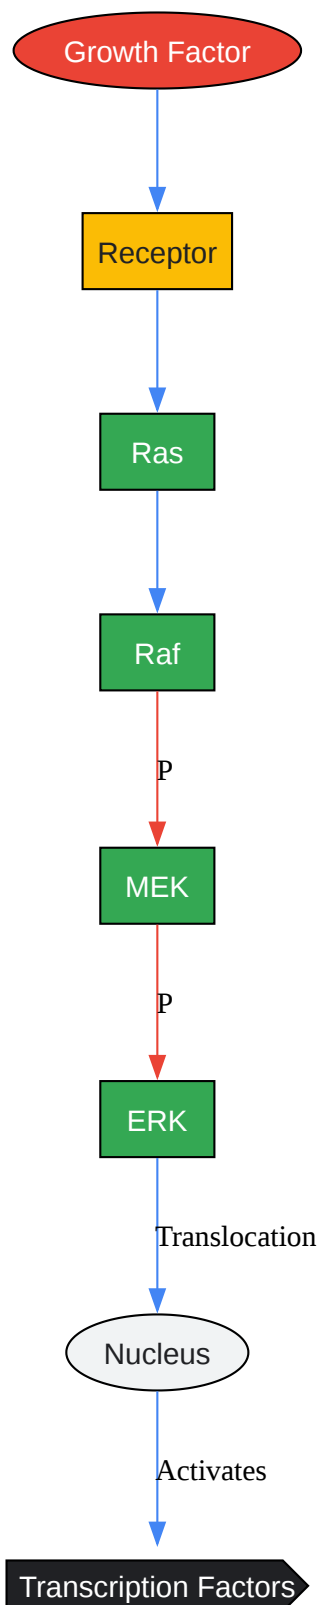 Growth Factor
Receptor
Ras
Raf
P
MEK
P
ERK
Translocation
Nucleus
Activates
Transcription Factors